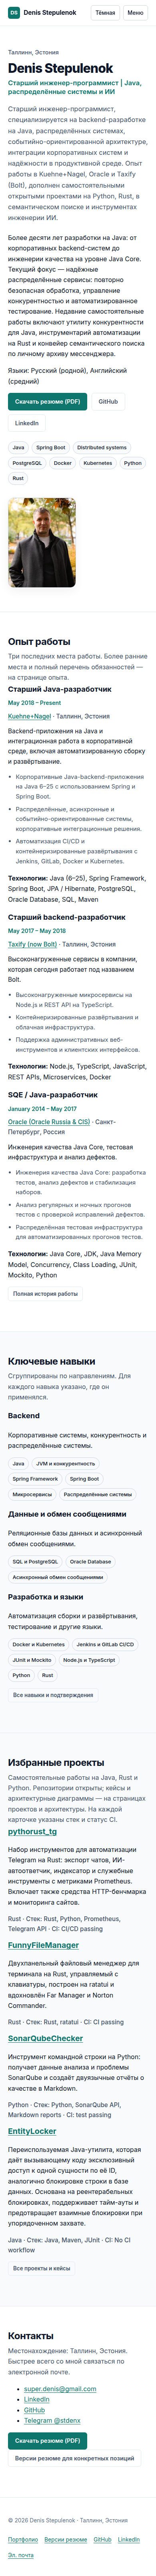 DS Denis Stepulenok Тёмная Меню
Таллинн, Эстония
Denis Stepulenok
Старший инженер-программист | Java,
распределённые системы и ИИ
Старший инженер-программист,
специализирующийся на backend-разработке
на Java, распределённых системах,
событийно-ориентированной архитектуре,
интеграции корпоративных систем и
надёжности в продуктивной среде. Опыт
работы в Kuehne+Nagel, Oracle и Taxify
(Bolt), дополнен самостоятельными
открытыми проектами на Python, Rust, в
семантическом поиске и инструментах
инженерии ИИ.
Более десяти лет разработки на Java: от
корпоративных backend-систем до
инженерии качества на уровне Java Core.
Текущий фокус — надёжные
распределённые сервисы: повторно
безопасная обработка, управление
конкурентностью и автоматизированное
тестирование. Недавние самостоятельные
работы включают утилиту конкурентности
для Java, инструментарий автоматизации
на Rust и конвейер семантического поиска
по личному архиву мессенджера.
Языки: Русский (родной), Английский
(средний)
Скачать резюме (PDF) GitHub
LinkedIn
Java Spring Boot Distributed systems
PostgreSQL Docker Kubernetes Python
Rust
Опыт работы
Три последних места работы. Более ранние
места и полный перечень обязанностей —
на странице опыта.
Старший Java-разработчик
May 2018 – Present
Kuehne+Nagel · Таллинн, Эстония
Backend-приложения на Java и
интеграционная работа в корпоративной
среде, включая автоматизированную сборку
и развёртывание.
• Корпоративные Java-backend-приложения
на Java 6–25 с использованием Spring и
Spring Boot.
• Распределённые, асинхронные и
событийно-ориентированные системы,
корпоративные интеграционные решения.
• Автоматизация CI/CD и
контейнеризированные развёртывания с
Jenkins, GitLab, Docker и Kubernetes.
Технологии: Java (6–25), Spring Framework,
Spring Boot, JPA / Hibernate, PostgreSQL,
Oracle Database, SQL, Maven
Старший backend-разработчик
May 2017 – May 2018
Taxify (now Bolt) · Таллинн, Эстония
Высоконагруженные сервисы в компании,
которая сегодня работает под названием
Bolt.
• Высоконагруженные микросервисы на
Node.js и REST API на TypeScript.
• Контейнеризированные развёртывания и
облачная инфраструктура.
• Поддержка административных веб-
инструментов и клиентских интерфейсов.
Технологии: Node.js, TypeScript, JavaScript,
REST APIs, Microservices, Docker
SQE / Java-разработчик
January 2014 – May 2017
Oracle (Oracle Russia & CIS) · Санкт-
Петербург, Россия
Инженерия качества Java Core, тестовая
инфраструктура и анализ дефектов.
• Инженерия качества Java Core: разработка
тестов, анализ дефектов и стабилизация
наборов.
• Анализ регулярных и ночных прогонов
тестов с проверкой исправлений дефектов.
• Распределённая тестовая инфраструктура
для автоматизированных прогонов тестов.
Технологии: Java Core, JDK, Java Memory
Model, Concurrency, Class Loading, JUnit,
Mockito, Python
Полная история работы
Ключевые навыки
Сгруппированы по направлениям. Для
каждого навыка указано, где он
применялся.
Backend
Корпоративные системы, конкурентность и
распределённые системы.
Java JVM и конкурентность
Spring Framework Spring Boot
Микросервисы Распределённые системы
Данные и обмен сообщениями
Реляционные базы данных и асинхронный
обмен сообщениями.
SQL и PostgreSQL Oracle Database
Асинхронный обмен сообщениями
Разработка и языки
Автоматизация сборки и развёртывания,
тестирование и другие языки.
Docker и Kubernetes Jenkins и GitLab CI/CD
JUnit и Mockito Node.js и TypeScript
Python Rust
Все навыки и подтверждения
Избранные проекты
Самостоятельные работы на Java, Rust и
Python. Репозитории открыты; кейсы и
архитектурные диаграммы — на страницах
проектов и архитектуры. На каждой
карточке указаны стек и статус CI.
pythorust_tg
Набор инструментов для автоматизации
Telegram на Rust: экспорт чатов, ИИ-
автоответчик, индексатор и служебные
инструменты с метриками Prometheus.
Включает также средства HTTP-бенчмарка
и мониторинга сайтов.
Rust · Стек: Rust, Python, Prometheus,
Telegram API · CI: CI/CD passing
FunnyFileManager
Двухпанельный файловый менеджер для
терминала на Rust, управляемый с
клавиатуры, построен на ratatui и
вдохновлён Far Manager и Norton
Commander.
Rust · Стек: Rust, ratatui · CI: CI passing
SonarQubeChecker
Инструмент командной строки на Python:
получает данные анализа и проблемы
SonarQube и создаёт двуязычные отчёты о
качестве в Markdown.
Python · Стек: Python, SonarQube API,
Markdown reports · CI: test passing
EntityLocker
Переиспользуемая Java-утилита, которая
даёт вызывающему коду эксклюзивный
доступ к одной сущности по её ID,
аналогично блокировке строки в базе
данных. Основана на реентерабельных
блокировках, поддерживает тайм-ауты и
предотвращает взаимные блокировки при
упорядоченном захвате.
Java · Стек: Java, Maven, JUnit · CI: No CI
workflow
Все проекты и кейсы
Контакты
Местонахождение: Таллинн, Эстония.
Быстрее всего со мной связаться по
электронной почте.
• super.denis@gmail.com
• LinkedIn
• GitHub
• Telegram @stdenx
Скачать резюме (PDF)
Версии резюме для конкретных позиций
© 2026 Denis Stepulenok · Таллинн, Эстония
Портфолио Версии резюме GitHub LinkedIn
Эл. почта